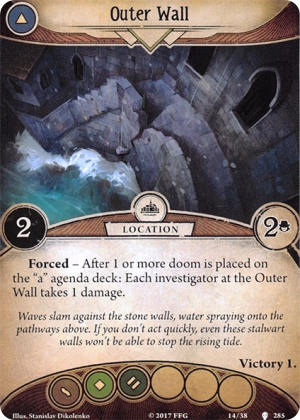 Outer Wall
2
LOCATION
2
Forced – After 1 or more doom is placed on
the “a” agenda deck: Each investigator at the Outer
Wall takes 1 damage.
Waves slam against the stone walls, water spraying onto the
pathways above. If you don’t act quickly, even these stalwart
walls won’t be able to stop the rising tide.
Victory 1.
Illus. Stanislav Dikolenko
© 2017 FFG
14/38
285